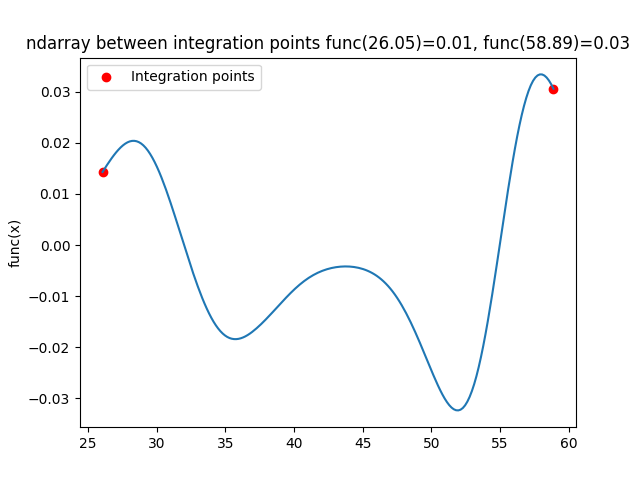 ndarray between integration points func(26.05)=0.01, func(58.89)=0.03
Integration points
func(x)
0.03
0.02
0.01
0.00
−0.01
−0.02
−0.03
25 30 35 40 45 50 55 60